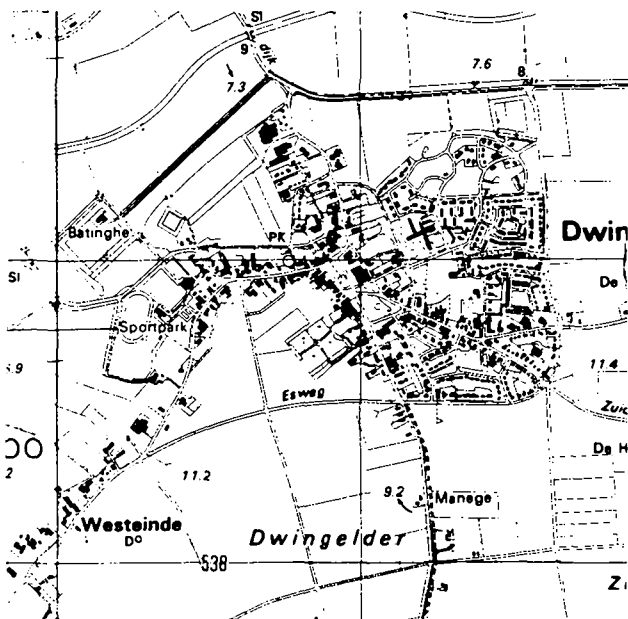 Sl
9
dijk
7.6
8
7.3
Batinghe
PK
Dwin
Sl
De
Sportpark
11.4
Esweg
Zuid
OO
2
11.2
De H
9.2
Manege
Westeinde
Dº
Dwingelder
538